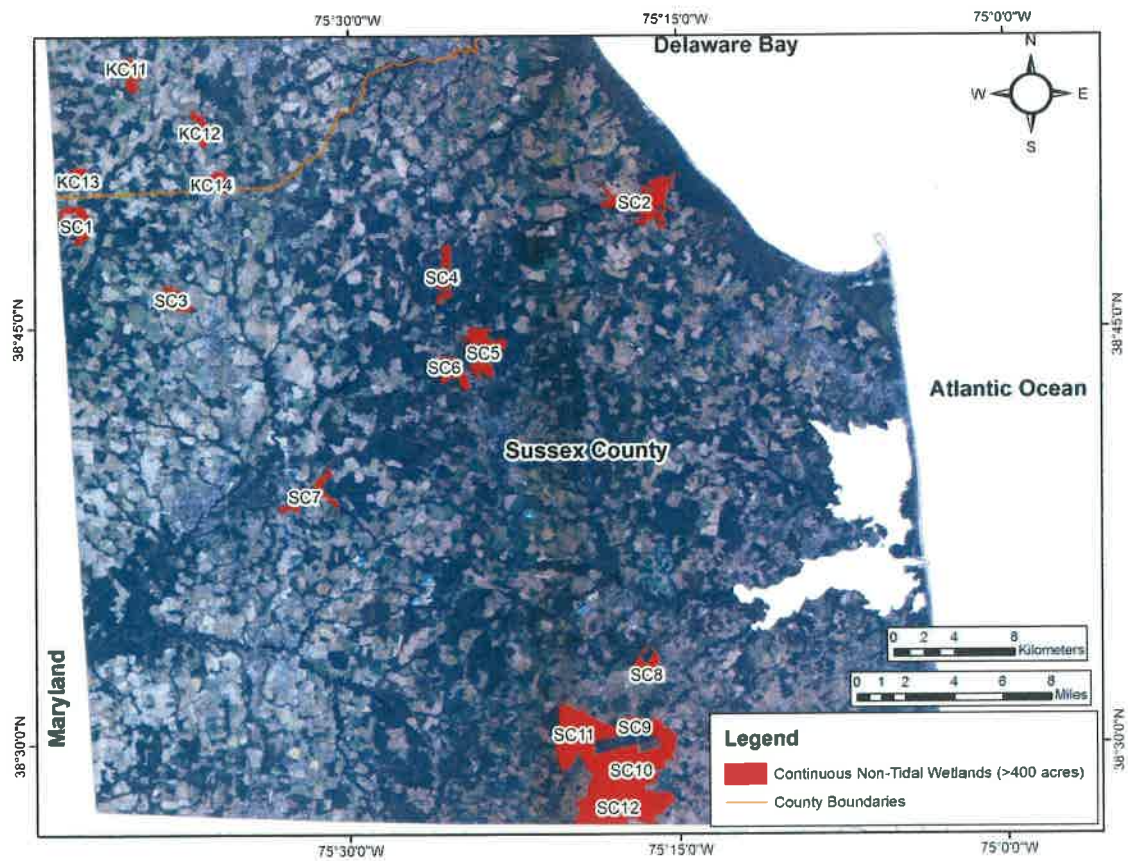 75°30'0"W 75°15'0"W 75°0'0"W
Delaware Bay
N
W E
S
KC11
KC12
KC13
KC14
SC1
SC2
SC3
SC4
38°45'0"N
38°45'0"N
SC5
SC6
Atlantic Ocean
Sussex County
SC7
0 2 4 8
Kilometers
Maryland
SC8
0 1 2 4 6 8
Miles
SC9
SC11
38°30'0"N
38°30'0"N
SC10
SC12
Legend
Continuous Non-Tidal Wetlands (>400 acres)
County Boundaries
75°30'0"W 75°15'0"W 75°0'0"W